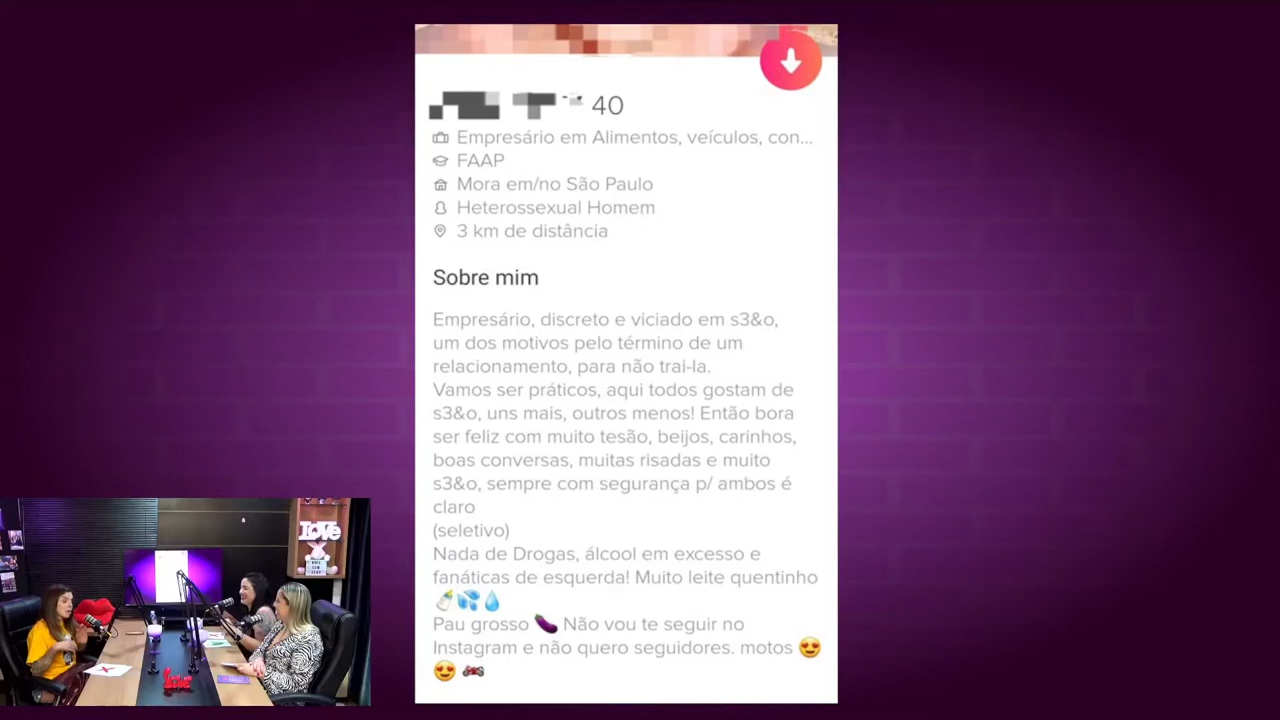 40
Empresário em Alimentos, veículos, con...
FAAP
Mora em/no São Paulo
Heterossexual Homem
3 km de distância
Sobre mim
Empresário, discreto e viciado em s3&o,
um dos motivos pelo término de um
relacionamento, para não trai-la.
Vamos ser práticos, aqui todos gostam de
s3&o, uns mais, outros menos! Então bora
ser feliz com muito tesão, beijos, carinhos,
boas conversas, muitas risadas e muito
s3&o, sempre com segurança p/ ambos é
claro
(seletivo)
Nada de Drogas, álcool em excesso e
fanáticas de esquerda! Muito leite quentinho
🍼💦💧
Pau grosso 🍆 Não vou te seguir no
Instagram e não quero seguidores. motos 😍
😍 🎮
love